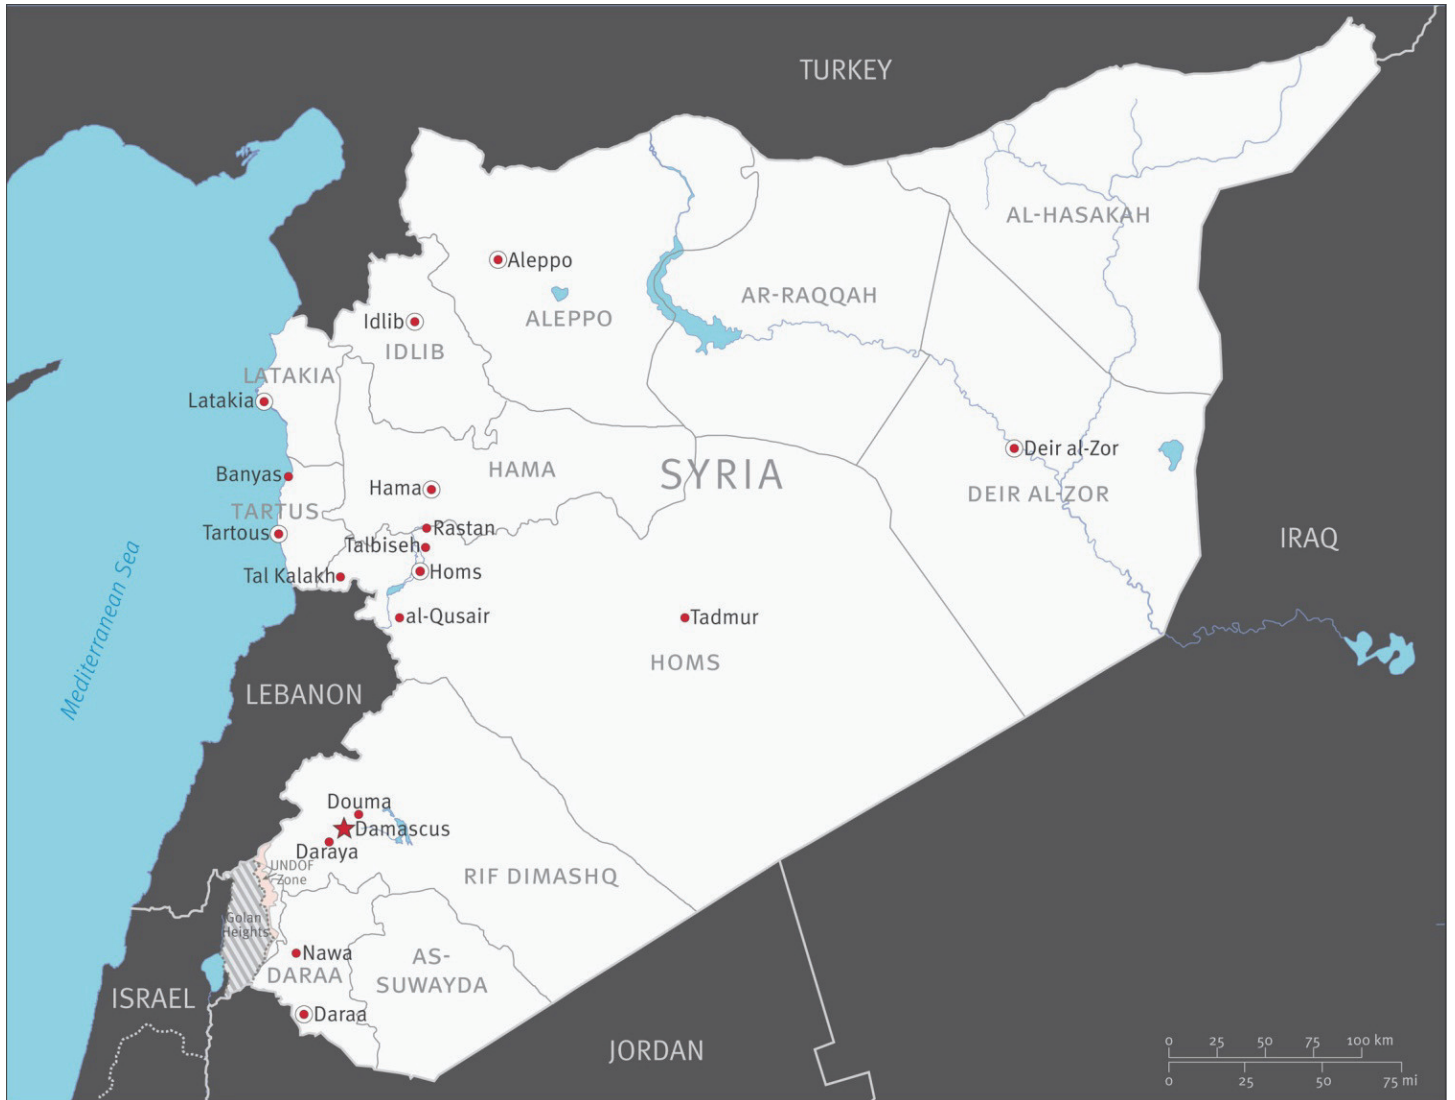 TURKEY
AL-HASAKAH
Aleppo
AR-RAQQAH
ALEPPO
Idlib
IDLIB
LATAKIA
Latakia
Deir al-Zor
HAMA
SYRIA
Banyas
Hama
DEIR AL-ZOR
TARTUS
Rastan
Tartous
Talbiseh
IRAQ
Homs
Tal Kalakh
al-Qusair
Tadmur
Mediterranean Sea
HOMS
LEBANON
Douma
Damascus
Daraya
UNDOF
Zone
RIF DIMASHQ
Golan
Heights
Nawa
AS-
SUWAYDA
DARAA
ISRAEL
Daraa
JORDAN
0 25 50 75 100 km
0 25 50 75 mi